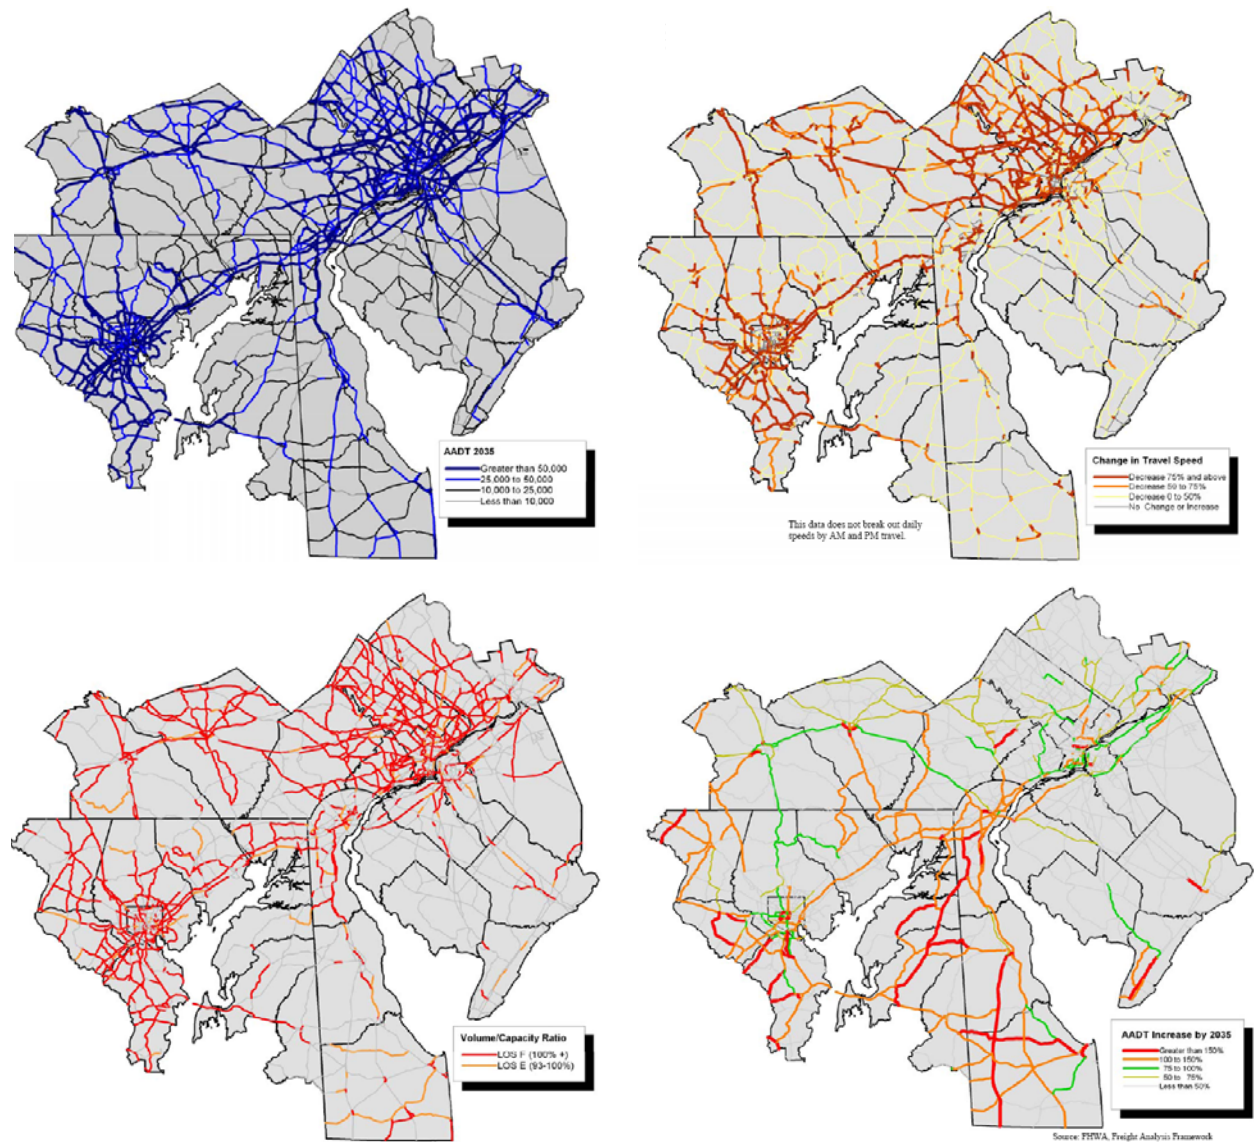 AADT 2035
Greater than 50,000
25,000 to 50,000
10,000 to 25,000
Less than 10,000
Change in Travel Speed
Decrease 75% and above
Decrease 50 to 75%
Decrease 0 to 50%
No Change or Increase
This data does not break out daily
speeds by AM and PM travel.
Volume/Capacity Ratio
LOS F (100% +)
LOS E (93-100%)
AADT Increase by 2035
Greater than 150%
100 to 150%
75 to 100%
50 to 75%
Less than 50%
Source: FHWA, Freight Analysis Framework